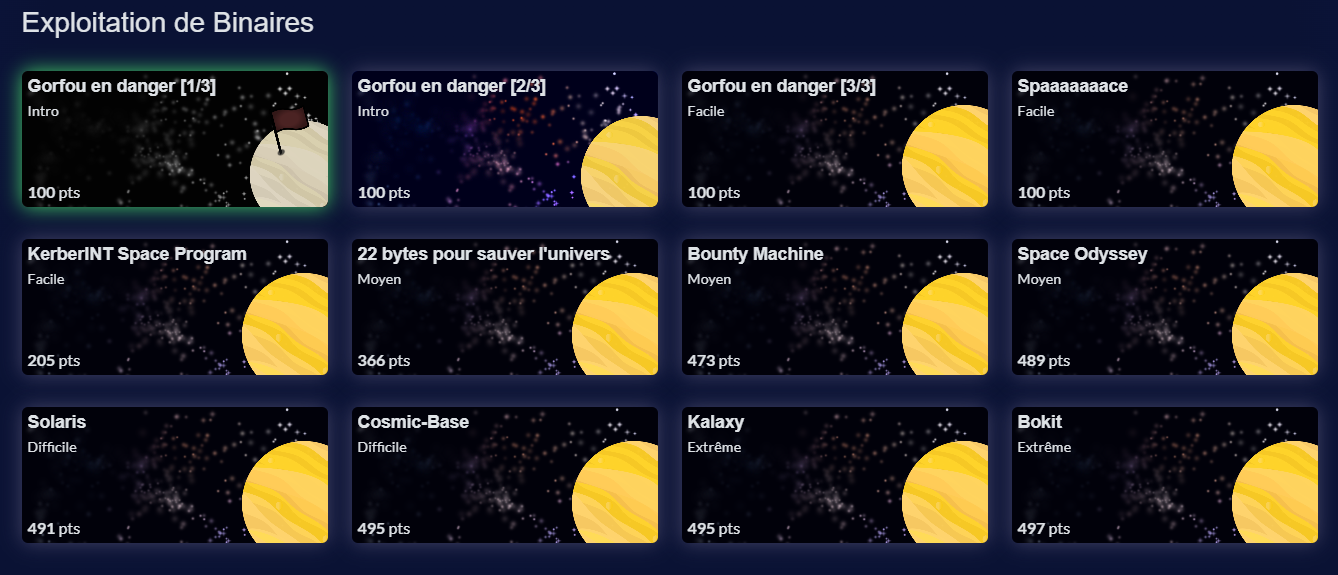 Exploitation de Binaires
Gorfou en danger [1/3]
Intro
100 pts
Gorfou en danger [2/3]
Intro
100 pts
Gorfou en danger [3/3]
Facile
100 pts
Spaaaaaaace
Facile
100 pts
KerberINT Space Program
Facile
205 pts
22 bytes pour sauver l'univers
Moyen
366 pts
Bounty Machine
Moyen
473 pts
Space Odyssey
Moyen
489 pts
Solaris
Difficile
491 pts
Cosmic-Base
Difficile
495 pts
Kalaxy
Extrême
495 pts
Bokit
Extrême
497 pts